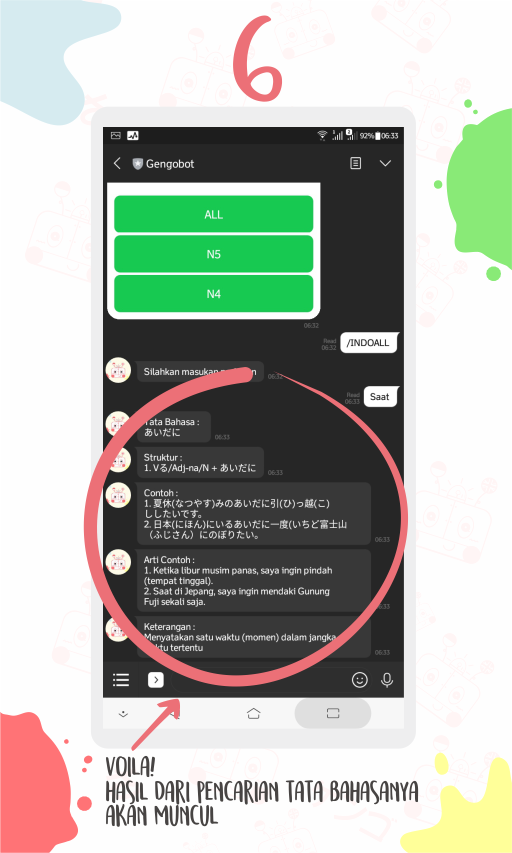 6
92% 06:33
Gengobot
ALL
N5
N4
06:32
Read
06:32
/INDOALL
Silahkan masukan
06:32
Read
06:33
Saat
Tata Bahasa :
あいだに
06:33
Struktur :
1. Vる/Adj-na/N + あいだに
06:33
Contoh :
1. 夏休(なつやす)みのあいだに引(ひ)っ越(こ)
ししたいです。
2. 日本(にほん)にいるあいだに一度(いちど富士山
（ふじさん）にのぼりたい。
06:33
Arti Contoh :
1. Ketika libur musim panas, saya ingin pindah
(tempat tinggal).
2. Saat di Jepang, saya ingin mendaki Gunung
Fuji sekali saja.
06:33
Keterangan :
Menyatakan satu waktu (momen) dalam jangka
waktu tertentu
06:33
VOILA!
HASIL DARI PENCARIAN TATA BAHASANYA
AKAN MUNCUL